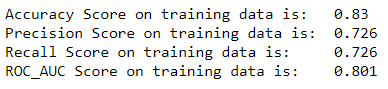 Accuracy Score on training data is: 0.83
Precision Score on training data is: 0.726
Recall Score on training data is: 0.726
ROC_AUC Score on training data is: 0.801